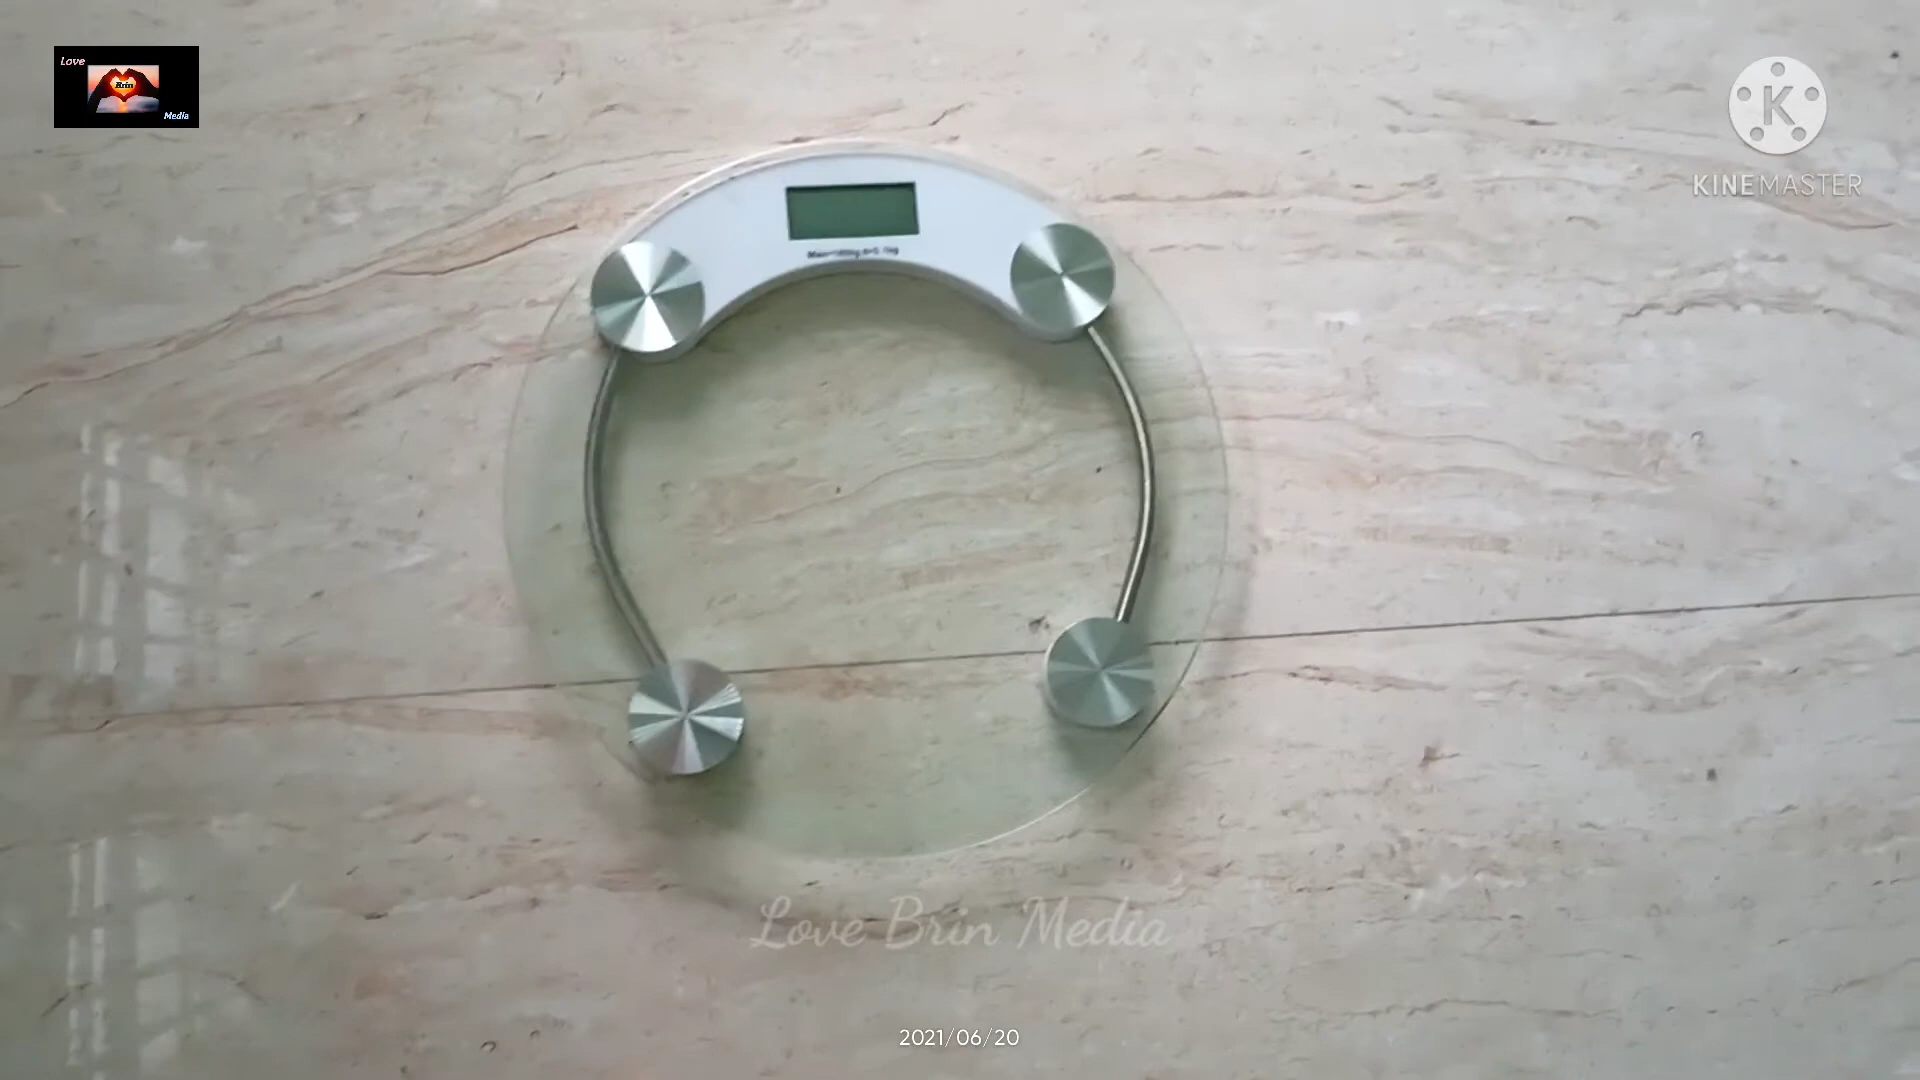 Love
Brin
Media
K
KINEMASTER
Love Brin Media
2021/06/20